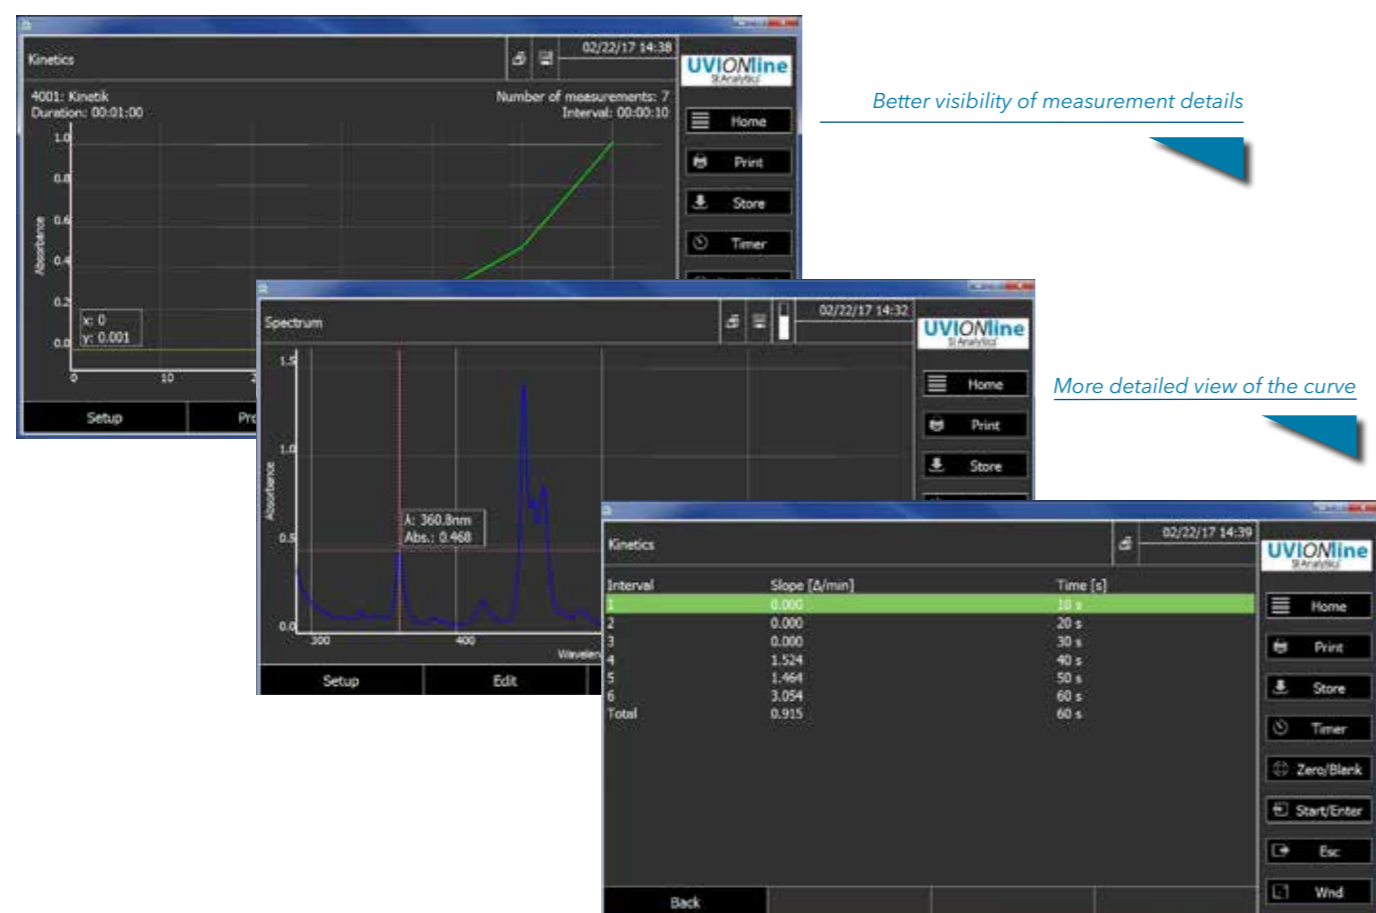 Kinetics
02/22/17 14:38
UVIONline
SI Analytics
4001: Kinetik
Number of measurements: 7
Duration: 00:01:00
Interval: 00:00:10
1.0
0.8
0.6
0.4
0.2
0.0
Absorbance
x: 0
y: 0.001
0
10
Setup
Home
Print
Store
Timer
Better visibility of measurement details
Spectrum
02/22/17 14:32
UVIONline
SI Analytics
1.5
1.0
0.5
0.0
Absorbance
λ: 360.8nm
Abs.: 0.468
300
400
Setup
Edit
Home
Print
Store
More detailed view of the curve
Kinetics
02/22/17 14:39
UVIONline
SI Analytics
Interval Slope [Δ/min] Time [s]
1 0.000 10 s
2 0.000 20 s
3 0.000 30 s
4 1.524 40 s
5 1.464 50 s
6 3.054 60 s
Total 0.915 60 s
Back
Home
Print
Store
Timer
Zero/Blank
Start/Enter
Esc
Wnd